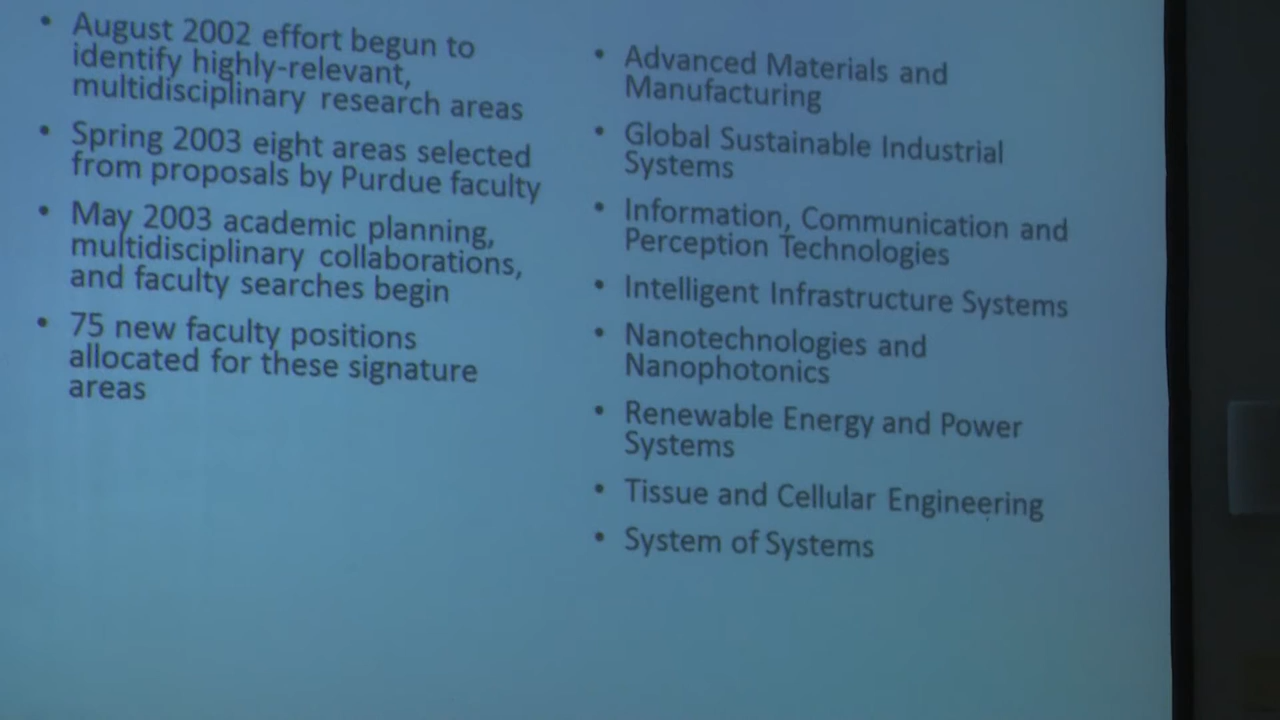 • August 2002 effort begun to
identify highly-relevant,
multidisciplinary research areas
• Spring 2003 eight areas selected
from proposals by Purdue faculty
• May 2003 academic planning,
multidisciplinary collaborations,
and faculty searches begin
• 75 new faculty positions
allocated for these signature
areas
• Advanced Materials and
Manufacturing
• Global Sustainable Industrial
Systems
• Information, Communication and
Perception Technologies
• Intelligent Infrastructure Systems
• Nanotechnologies and
Nanophotonics
• Renewable Energy and Power
Systems
• Tissue and Cellular Engineering
• System of Systems